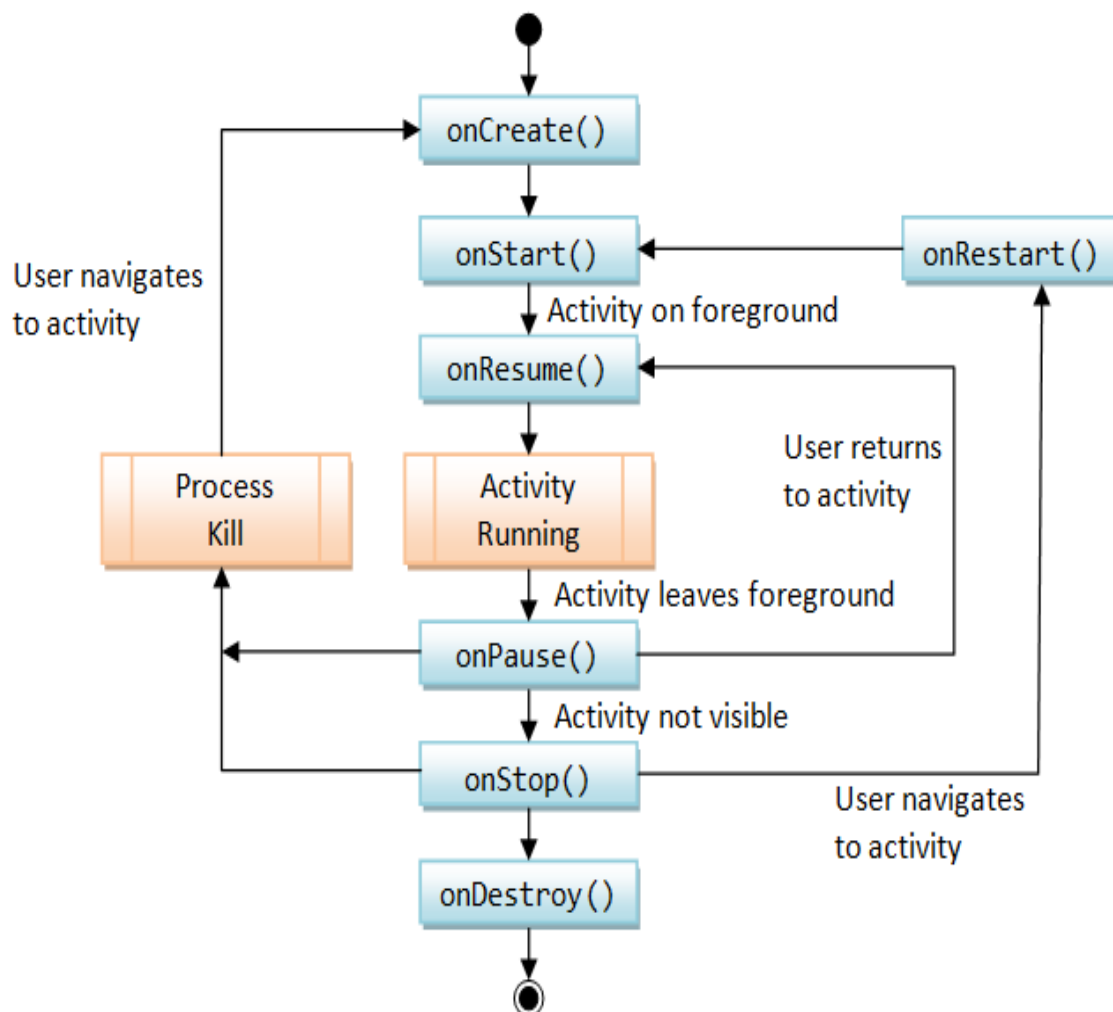 onCreate()
onStart()
onRestart()
User navigates
to activity
Activity on foreground
onResume()
User returns
to activity
Process
Kill
Activity
Running
Activity leaves foreground
onPause()
Activity not visible
onStop()
User navigates
to activity
onDestroy()